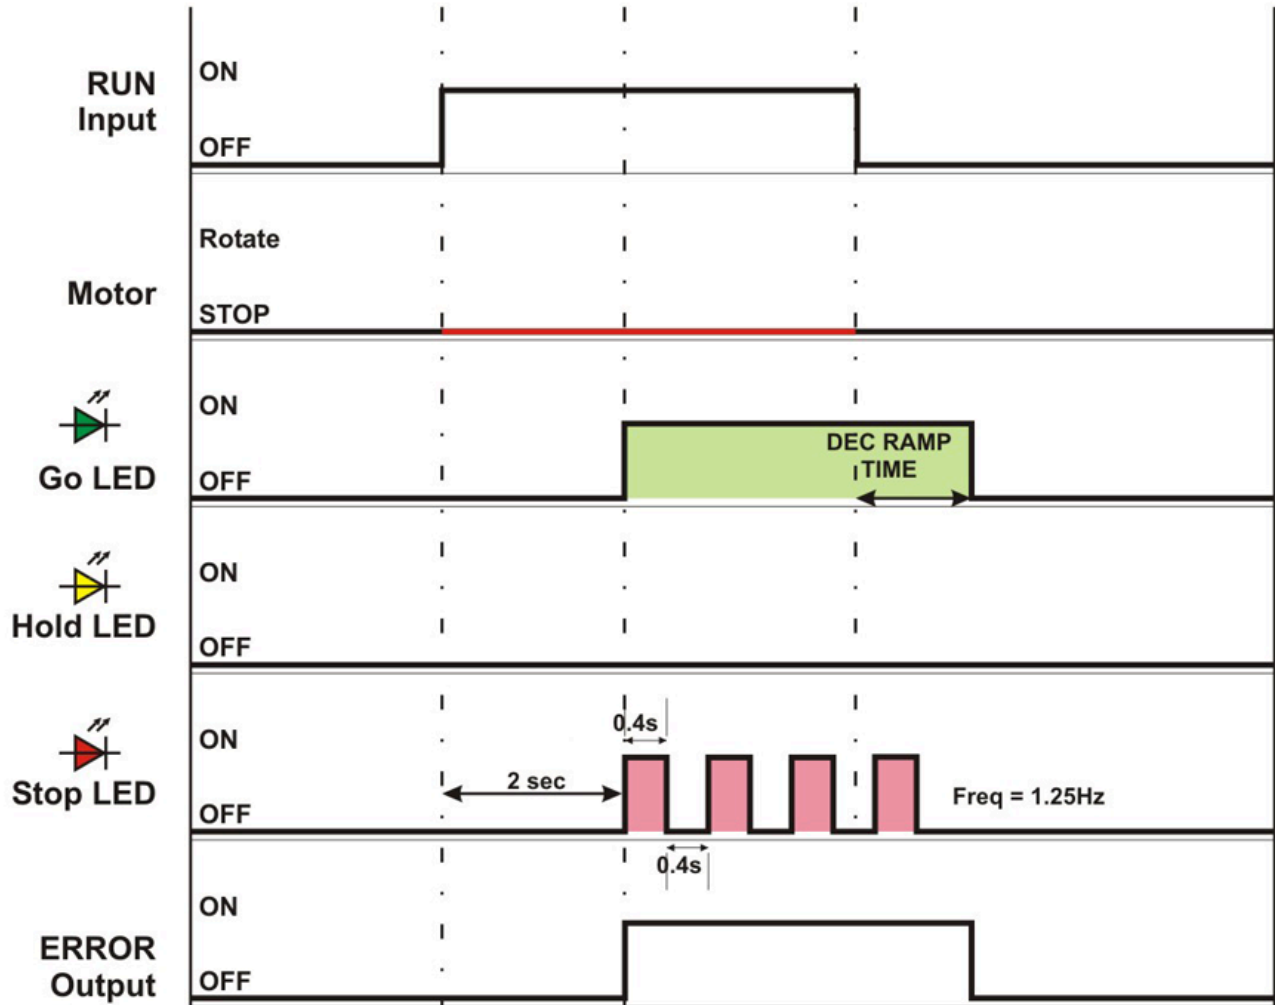 RUN
Input
ON
OFF
Motor
Rotate
STOP
Go LED
ON
OFF
DEC RAMP
TIME
Hold LED
ON
OFF
Stop LED
ON
OFF
2 sec
0.4s
0.4s
Freq = 1.25Hz
ERROR
Output
ON
OFF